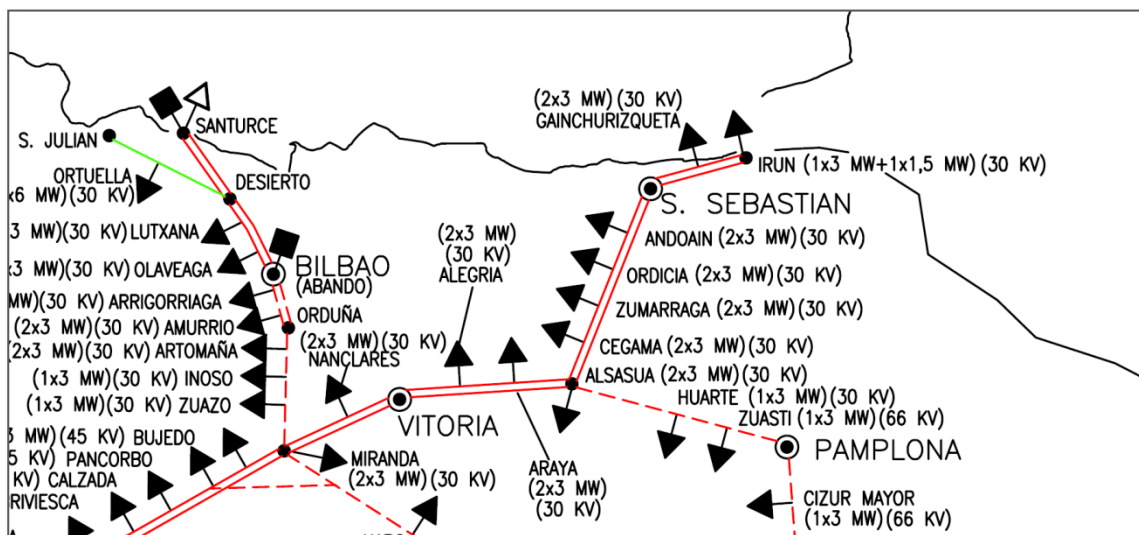 (2x3 MW)(30 KV)
GAINCHURIZQUETA
SANTURCE
S. JULIAN
IRUN (1x3 MW+1x1,5 MW)(30 KV)
ORTUELLA
x6 MW)(30 KV)
DESIERTO
S. SEBASTIAN
3 MW)(30 KV) LUTXANA
(2x3 MW)
(30 KV)
ALEGRIA
ANDOAIN (2x3 MW)(30 KV)
3 MW)(30 KV) OLAVEAGA
BILBAO
(ABANDO)
ORDICIA (2x3 MW)(30 KV)
MW)(30 KV) ARRIGORRIAGA
ORDUÑA
(2x3 MW)(30 KV)
ZUMARRAGA (2x3 MW)(30 KV)
(2x3 MW)(30 KV) AMURRIO
(2x3 MW)(30 KV) ARTOMAÑA
NANCLARES
CEGAMA (2x3 MW)(30 KV)
(1x3 MW)(30 KV) INOSO
ALSASUA (2x3 MW)(30 KV)
(1x3 MW)(30 KV) ZUAZO
HUARTE (1x3 MW)(30 KV)
ZUASTI (1x3 MW)(66 KV)
VITORIA
PAMPLONA
3 MW)(45 KV) BUJEDO
5 KV) PANCORBO
KV) CALZADA
RIVIESCA
MIRANDA
(2x3 MW)(30 KV)
ARAYA
(2x3 MW)
(30 KV)
CIZUR MAYOR
(1x3 MW)(66 KV)